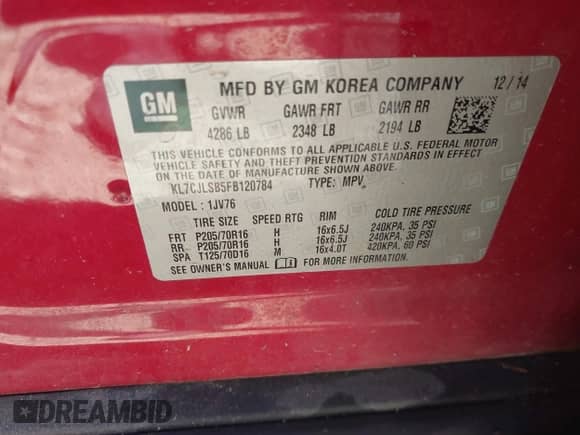 GM
MFD BY GM KOREA COMPANY 12/14
GVWR GAWR FRT GAWR RR
4286 LB 2348 LB 2194 LB
THIS VEHICLE CONFORMS TO ALL APPLICABLE U.S. FEDERAL MOTOR
VEHICLE SAFETY AND THEFT PREVENTION STANDARDS IN EFFECT
ON THE DATE OF MANUFACTURE SHOWN ABOVE.
KL7CJLSB5FB120784 TYPE: MPV
MODEL : 1JV76
TIRE SIZE SPEED RTG RIM COLD TIRE PRESSURE
FRT P205/70R16 H 16x6.5J 240KPA, 35 PSI
RR P205/70R16 H 16x6.5J 240KPA, 35 PSI
SPA T125/70D16 M 16x4.0T 420KPA, 60 PSI
SEE OWNER'S MANUAL FOR MORE INFORMATION.
DREAMBID